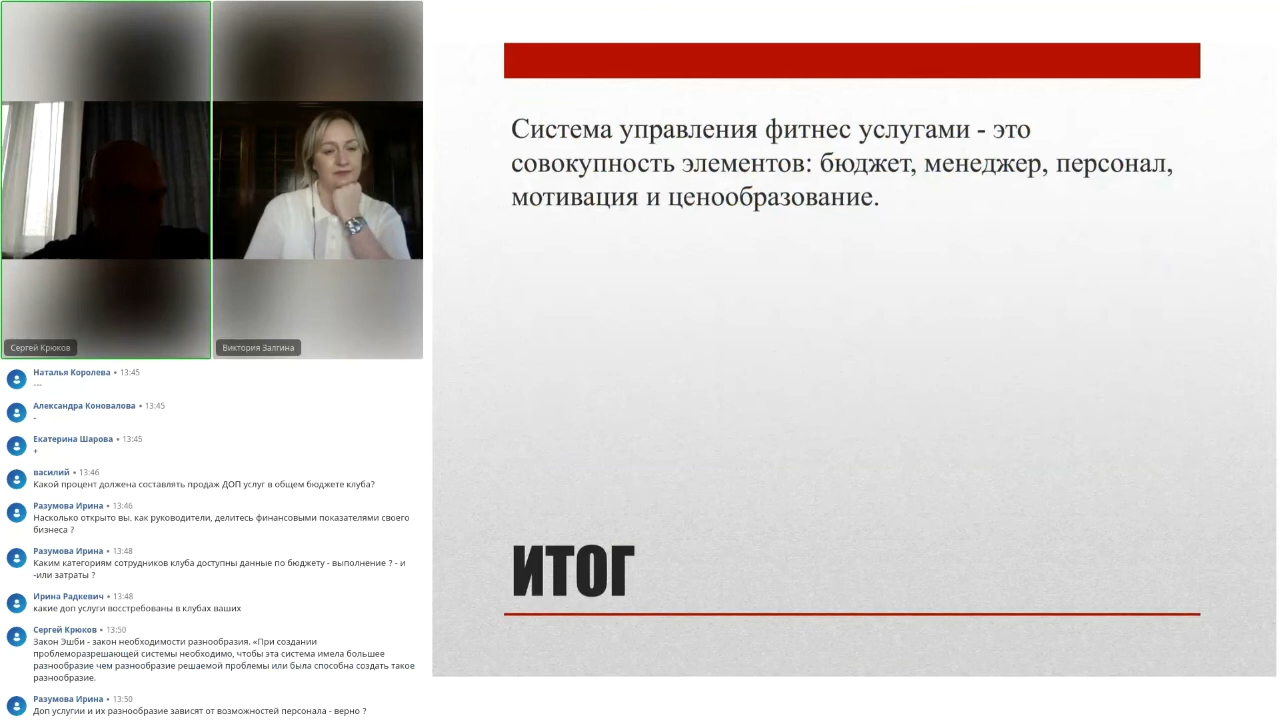 Сергей Крюков
Виктория Залгина
Наталья Королева • 13:45
---
Александра Коновалова • 13:45
-
Екатерина Шарова • 13:45
+
василий • 13:46
Какой процент должена составлять продаж ДОП услуг в общем бюджете клуба?
Разумова Ирина • 13:46
Насколько открыто вы, как руководители, делитесь финансовыми показателями своего
бизнеса ?
Разумова Ирина • 13:48
Каким категориям сотрудников клуба доступны данные по бюджету - выполнение ? - и
-или затраты ?
Ирина Радкевич • 13:48
какие доп услуги восстребованы в клубах ваших
Сергей Крюков • 13:50
Закон Эшби - закон необходимости разнообразия. «При создании
проблеморазрешающей системы необходимо, чтобы эта система имела большее
разнообразие чем разнообразие решаемой проблемы или была способна создать такое
разнообразие.
Разумова Ирина • 13:50
Доп услугии и их разнообразие зависят от возможностей персонала - верно ?
Система управления фитнес услугами - это
совокупность элементов: бюджет, менеджер, персонал,
мотивация и ценообразование.
ИТОГ